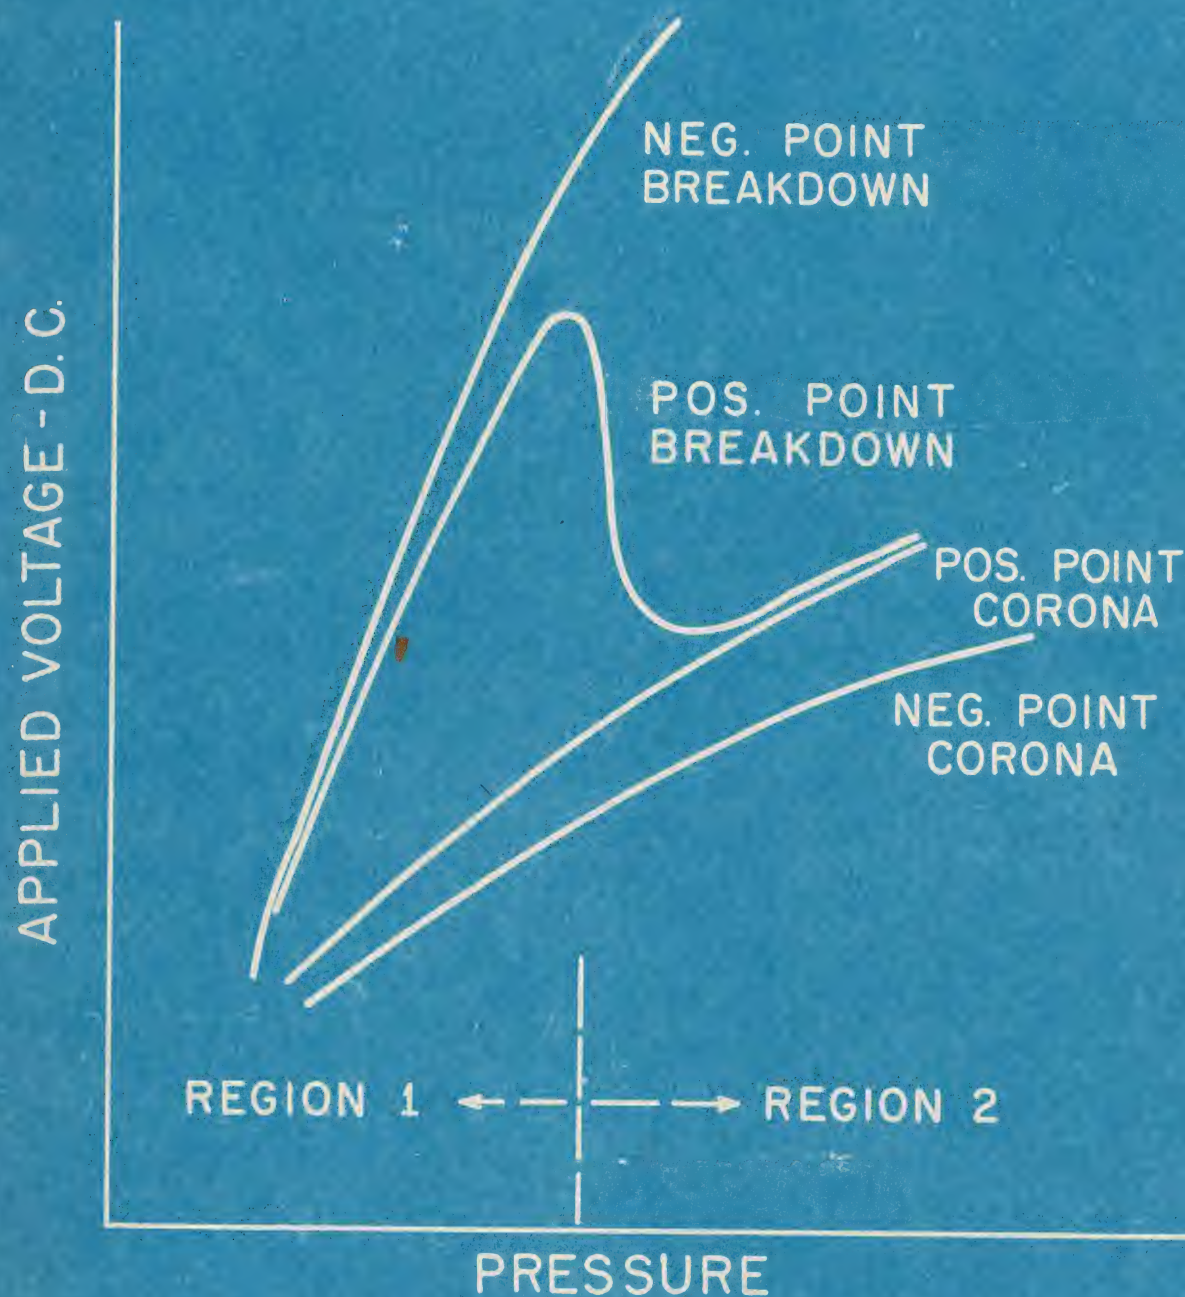 NEG. POINT
BREAKDOWN
POS. POINT
BREAKDOWN
POS. POINT
CORONA
NEG. POINT
CORONA
APPLIED VOLTAGE - D.C.
REGION 1
REGION 2
PRESSURE